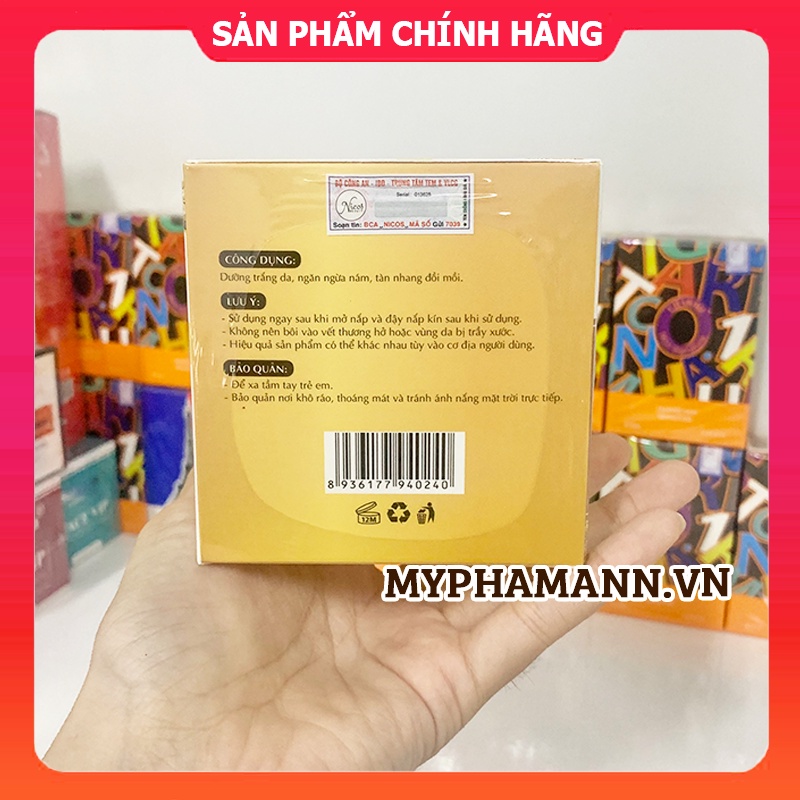 SẢN PHẨM CHÍNH HÃNG
BỘ CÔNG AN - IBO - TRUNG TÂM TEM & VLCC
Serial: 013828
Nicos
Soạn tin: BCA_NICOS_MÃ SỐ Gửi 7039
CÔNG DỤNG:
Dưỡng trắng da, ngăn ngừa nám, tàn nhang đồi mồi.
LƯU Ý:
- Sử dụng ngay sau khi mở nắp và đậy nắp kín sau khi sử dụng.
- Không nên bôi vào vết thương hở hoặc vùng da bị trầy xước.
- Hiệu quả sản phẩm có thể khác nhau tùy vào cơ địa người dùng.
BẢO QUẢN:
- Để xa tầm tay trẻ em.
- Bảo quản nơi khô ráo, thoáng mát và tránh ánh nắng mặt trời trực tiếp.
8 936177 940240
12M
MYPHAMANN.VN